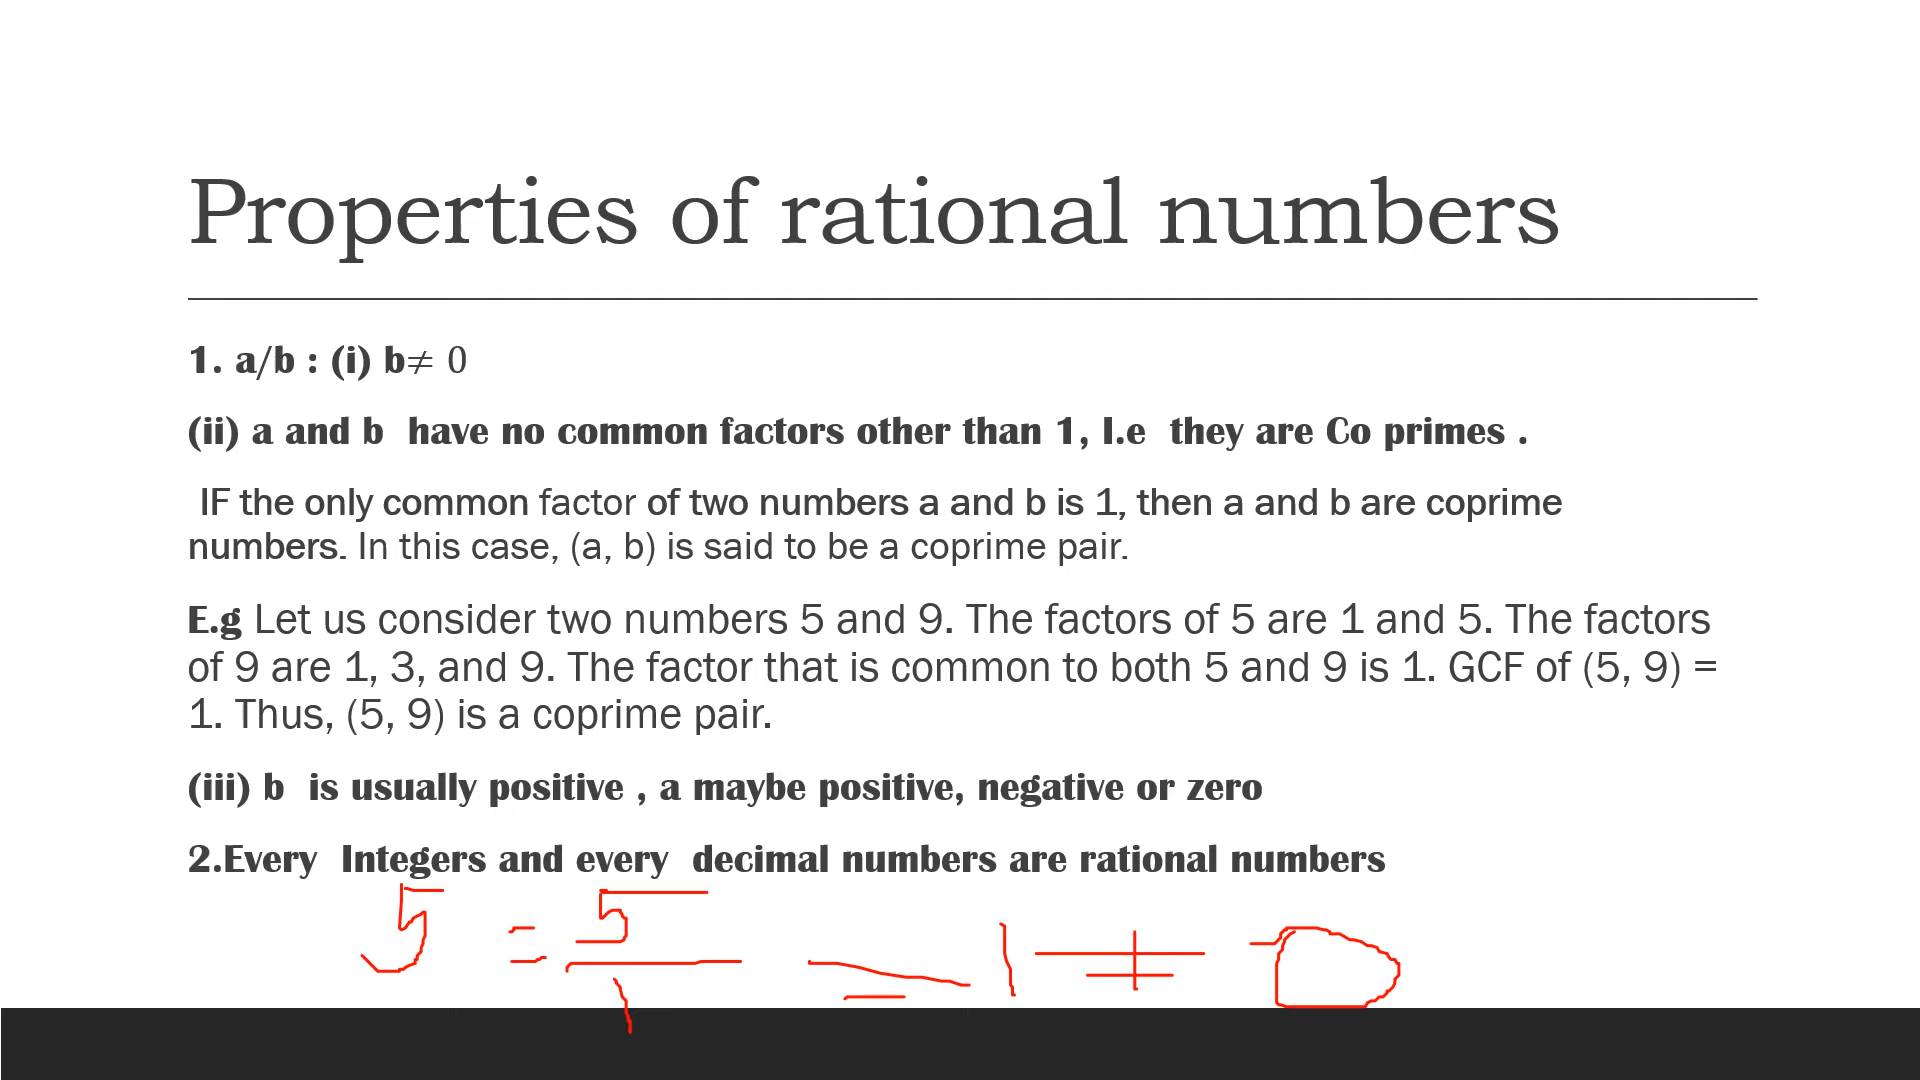 Properties of rational numbers
1. a/b : (i) b≠ 0
(ii) a and b have no common factors other than 1, I.e they are Co primes .
IF the only common factor of two numbers a and b is 1, then a and b are coprime
numbers. In this case, (a, b) is said to be a coprime pair.
E.g Let us consider two numbers 5 and 9. The factors of 5 are 1 and 5. The factors
of 9 are 1, 3, and 9. The factor that is common to both 5 and 9 is 1. GCF of (5, 9) =
1. Thus, (5, 9) is a coprime pair.
(iii) b is usually positive , a maybe positive, negative or zero
2.Every Integers and every decimal numbers are rational numbers
5 = 5/1 = 1 ≠ 0